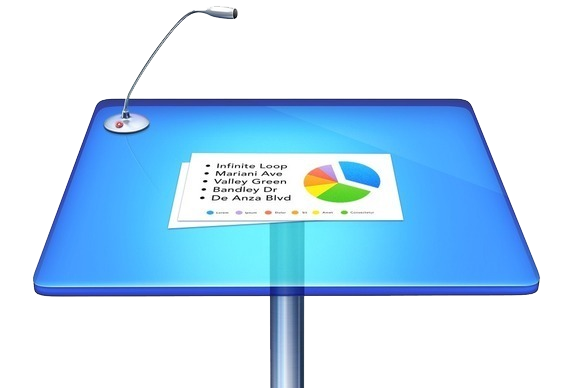 • Infinite Loop
• Mariani Ave
• Valley Green
• Bandley Dr
• De Anza Blvd